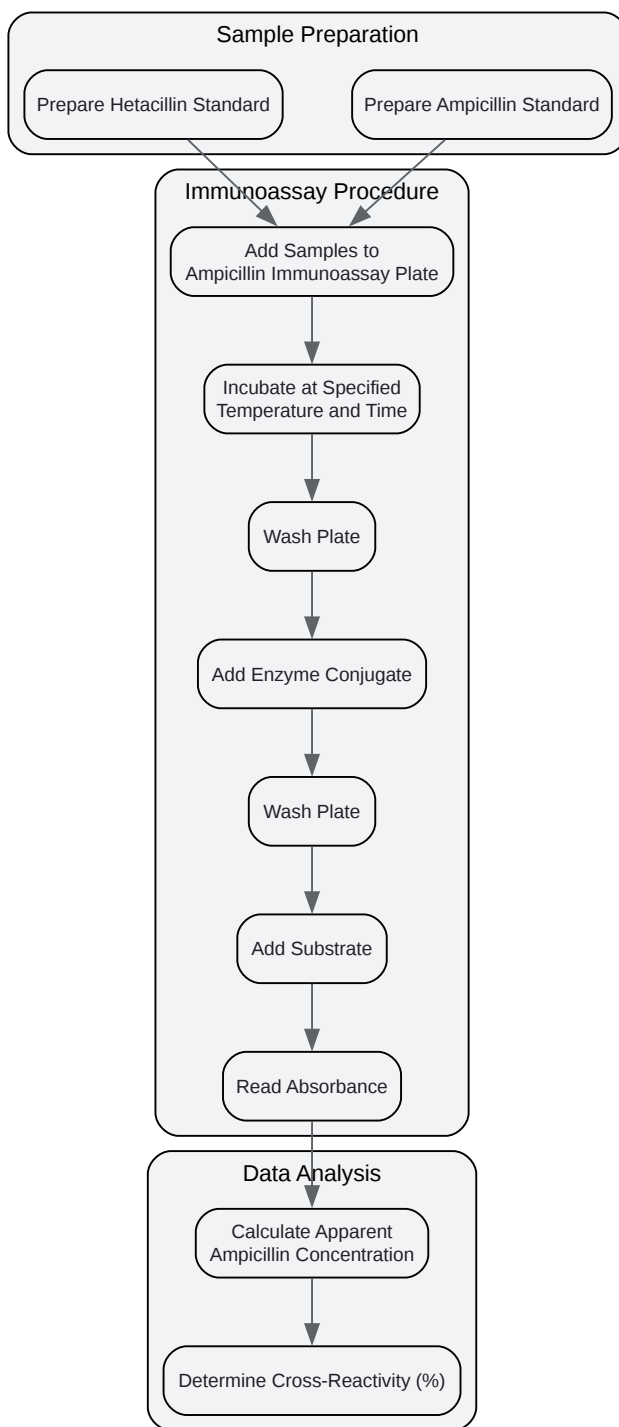 Sample Preparation
Prepare Hetacillin Standard
Prepare Ampicillin Standard
Immunoassay Procedure
Add Samples to
Ampicillin Immunoassay Plate
Incubate at Specified
Temperature and Time
Wash Plate
Add Enzyme Conjugate
Wash Plate
Add Substrate
Read Absorbance
Data Analysis
Calculate Apparent
Ampicillin Concentration
Determine Cross-Reactivity (%)